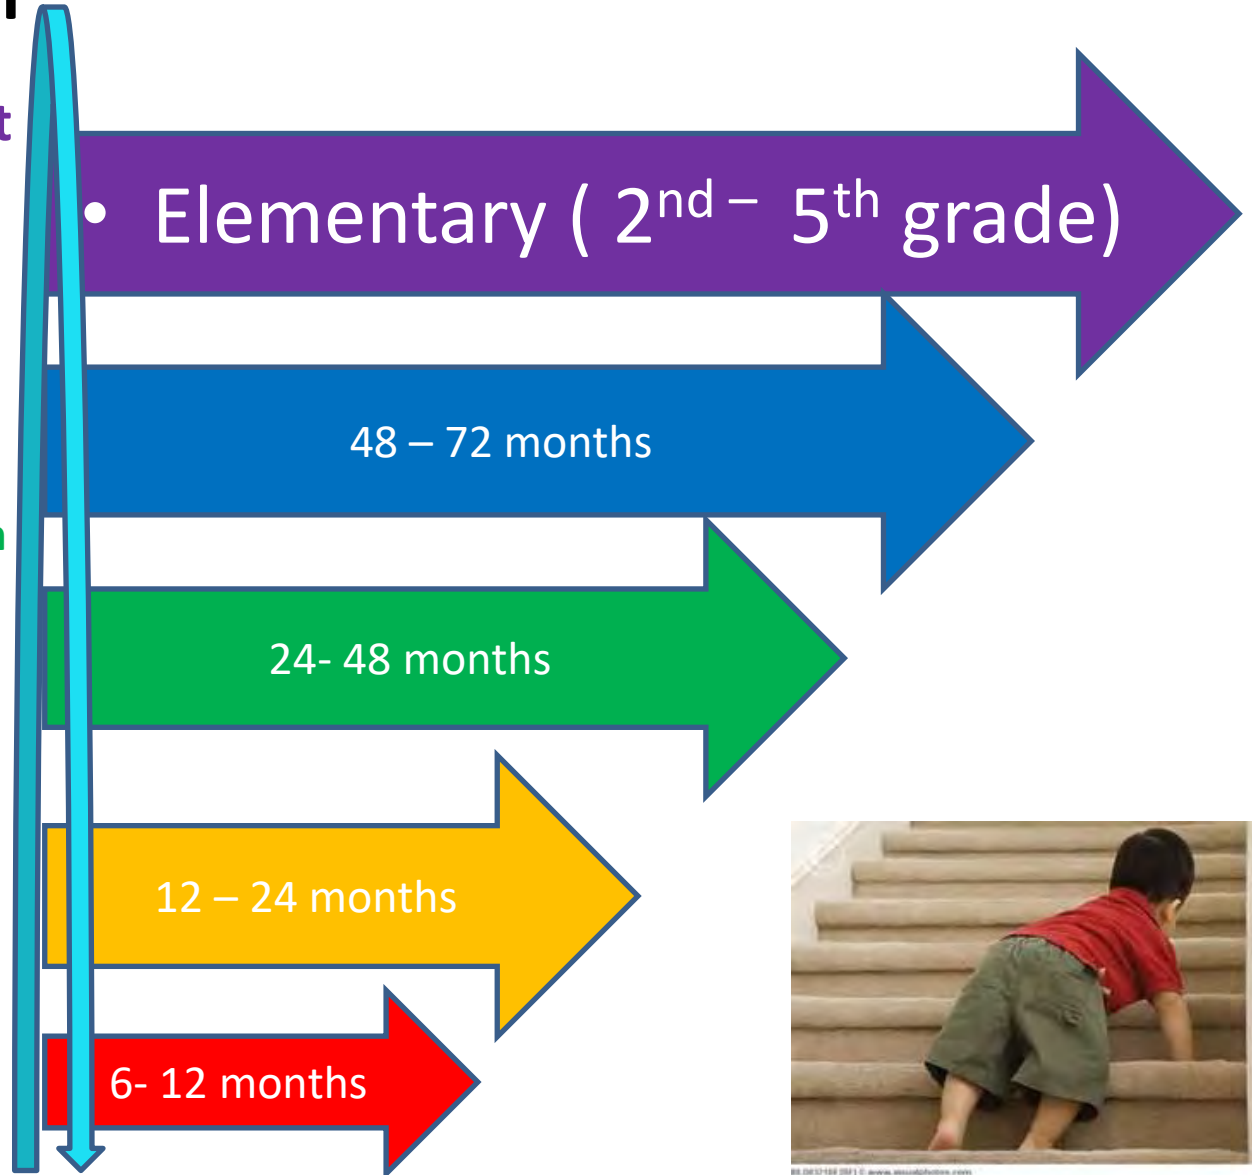 t
• Elementary ( 2nd – 5th grade)
48 – 72 months
24- 48 months
12 – 24 months
6- 12 months